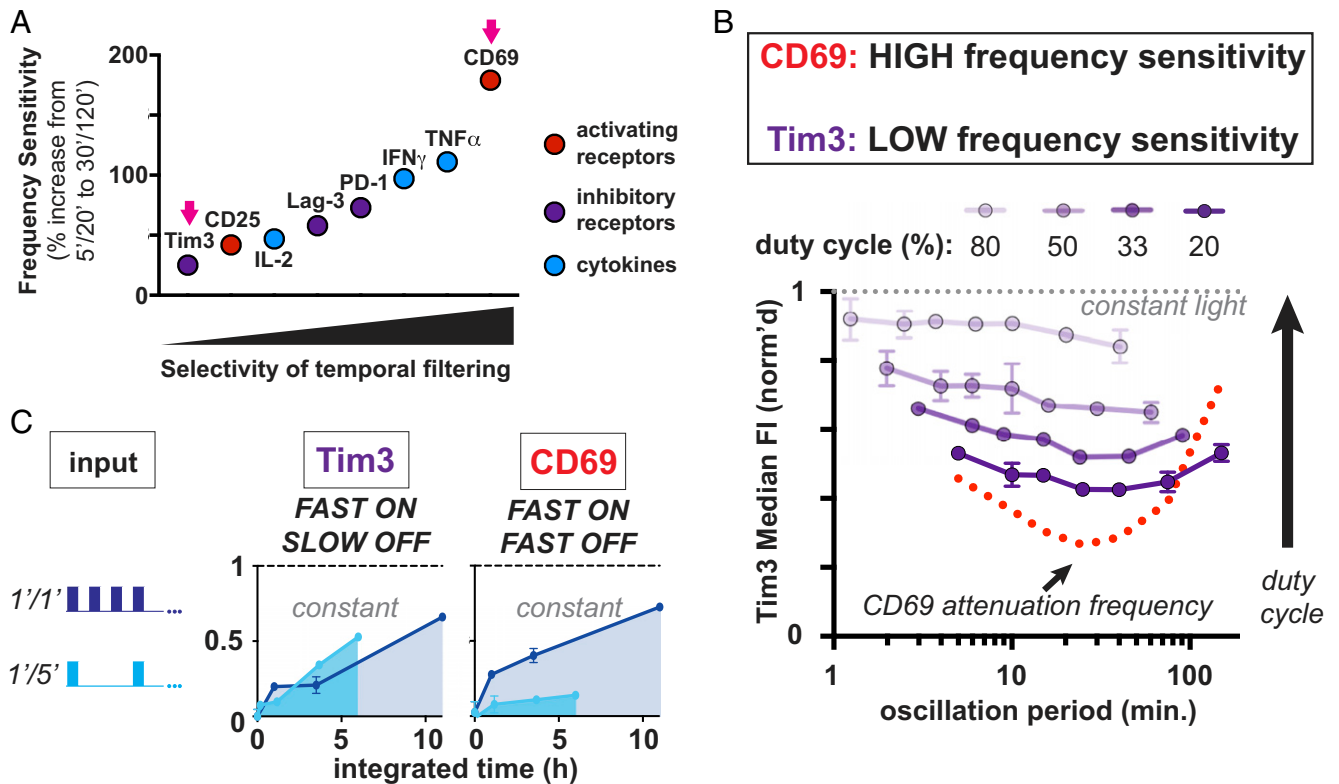 A
200
100
0
Frequency Sensitivity
(% increase from
5'/20' to 30'/120')
Tim3
CD25
IL-2
Lag-3
PD-1
IFNγ
TNFα
CD69
activating
receptors
inhibitory
receptors
cytokines
Selectivity of temporal filtering
B
CD69: HIGH frequency sensitivity
Tim3: LOW frequency sensitivity
duty cycle (%): 80 50 33 20
1
0
Tim3 Median FI (norm'd)
constant light
CD69 attenuation frequency
duty
cycle
1 10 100
oscillation period (min.)
C
input
Tim3
CD69
FAST ON
SLOW OFF
FAST ON
FAST OFF
1'/1'
1'/5'
1
0.5
0
constant
constant
0 5 10
0 5 10
integrated time (h)